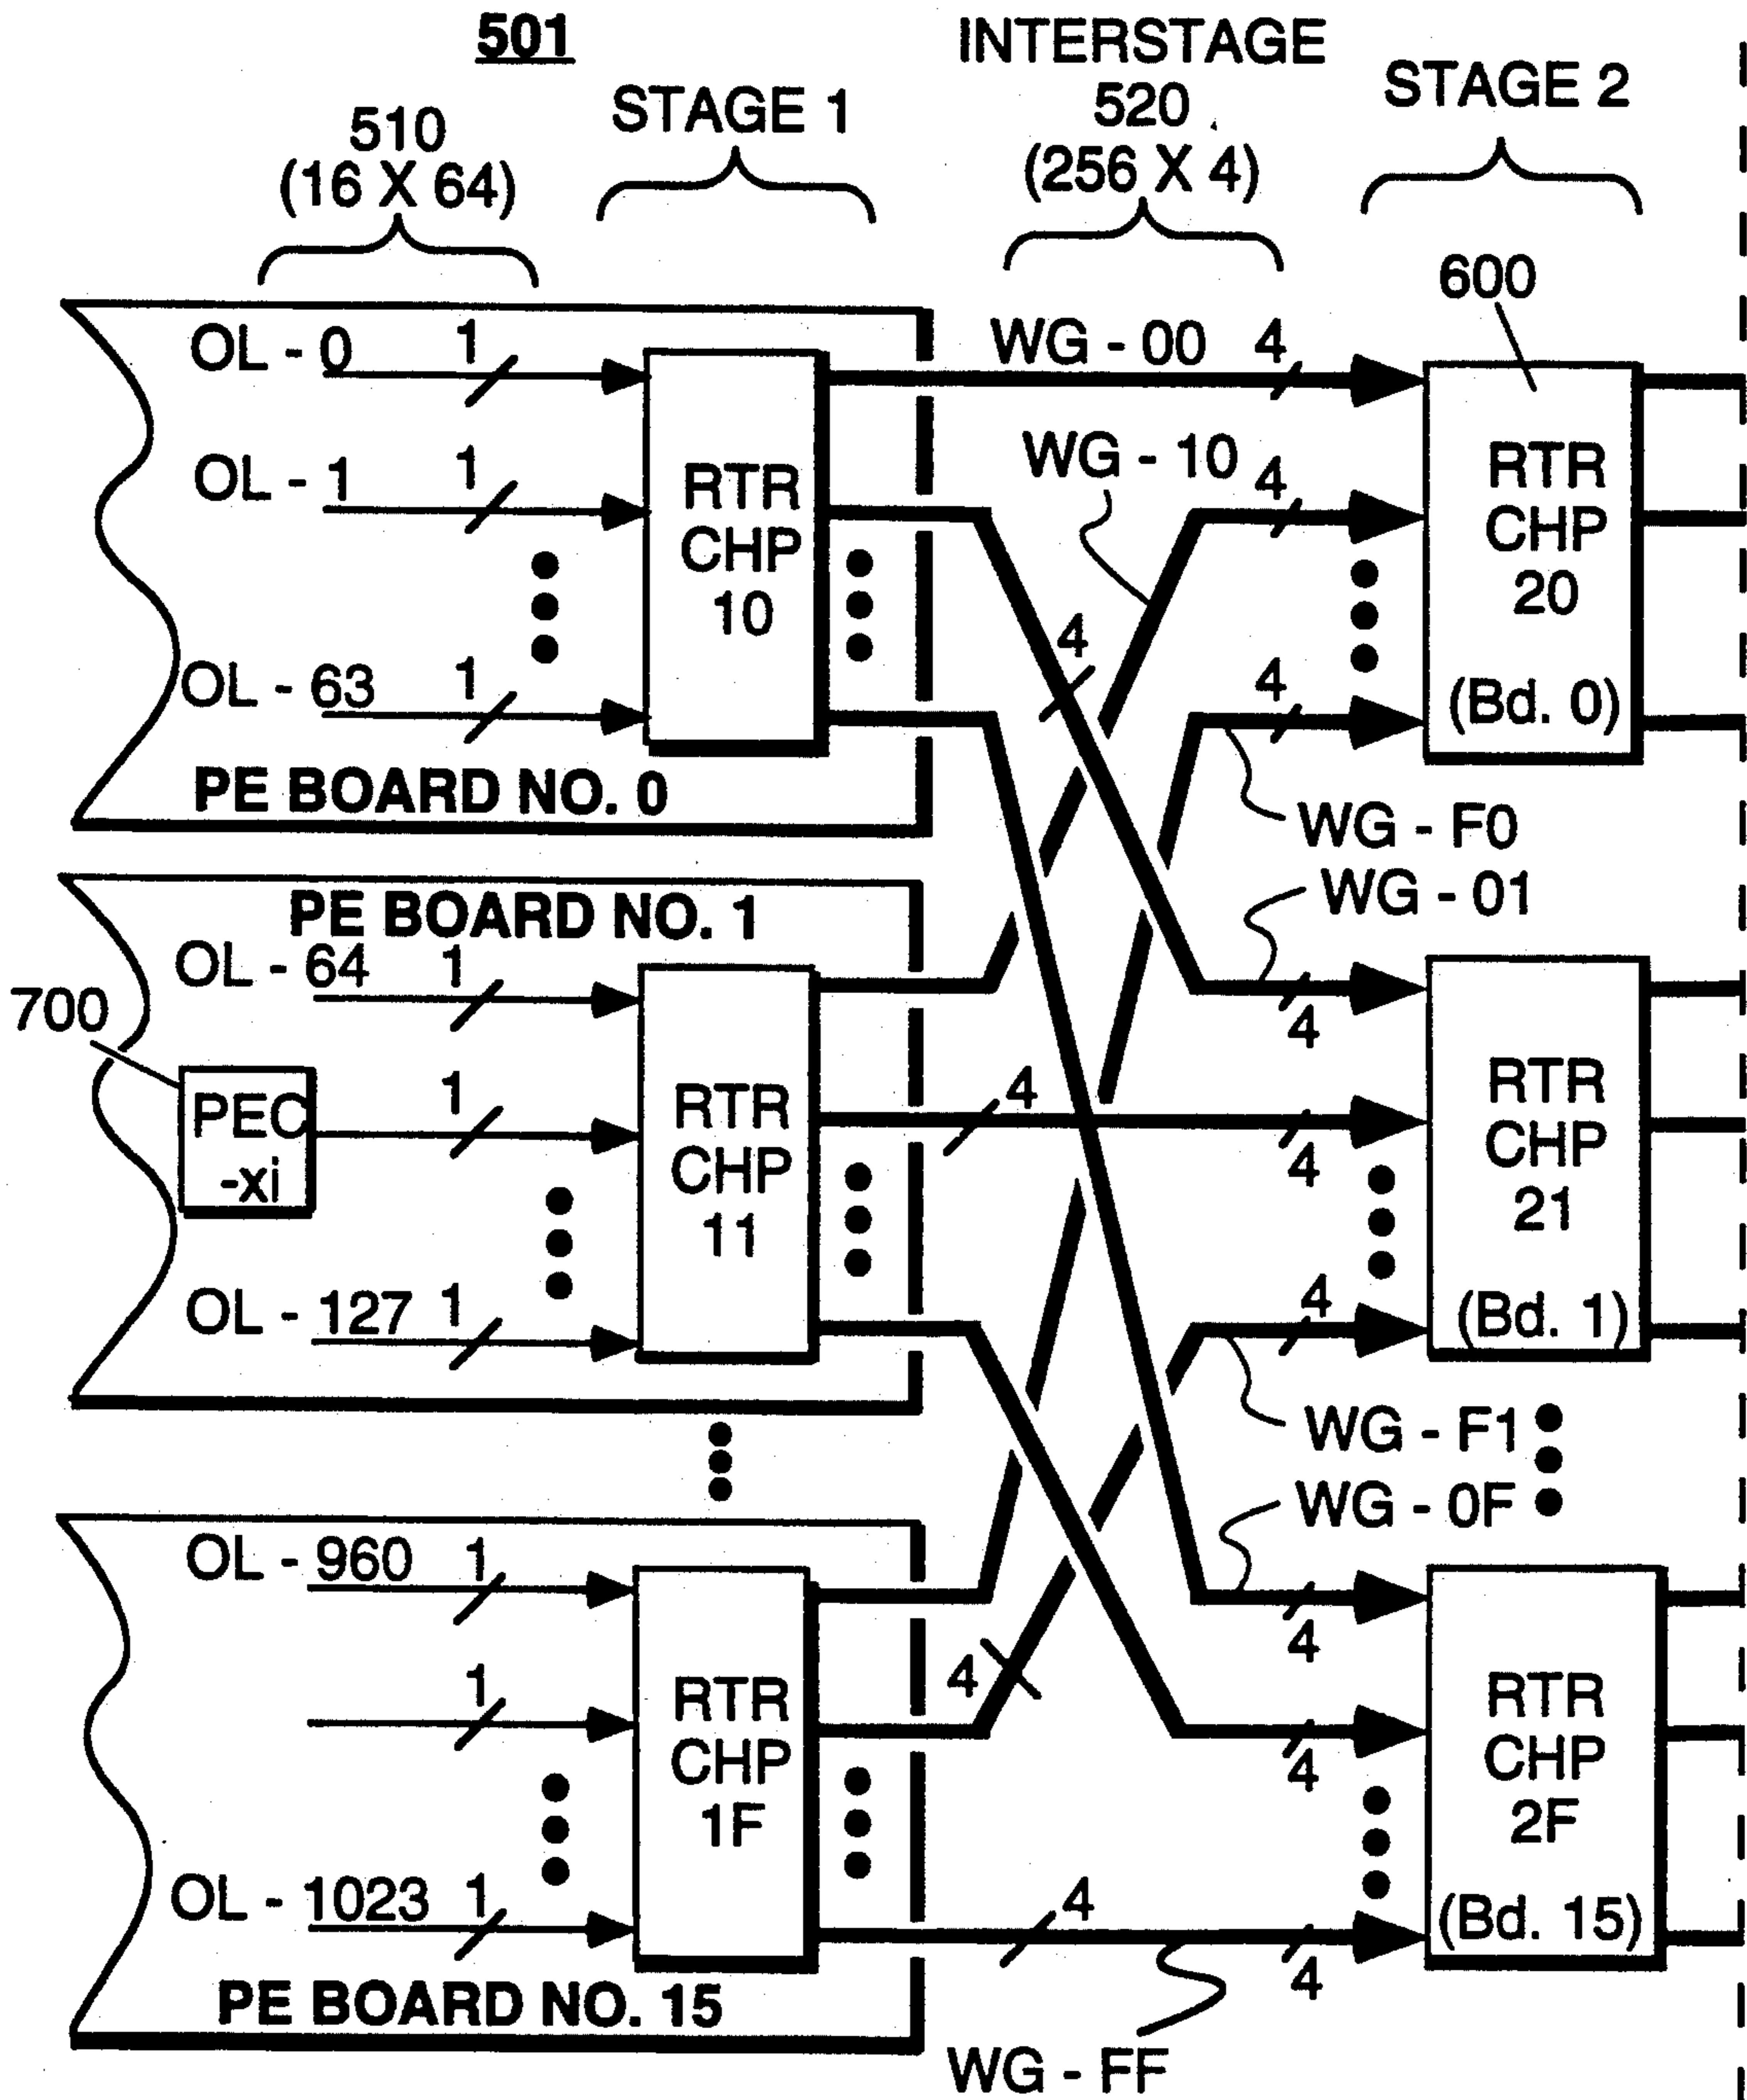 501
INTERSTAGE
520
(256 X 4)
STAGE 2
STAGE 1
510
(16 X 64)
600
OL - 0
1
WG - 00
4
OL - 1
1
WG - 10
4
RTR
CHP
10
RTR
CHP
20
(Bd. 0)
4
OL - 63
1
4
PE BOARD NO. 0
WG - F0
WG - 01
PE BOARD NO. 1
OL - 64
1
700
4
PEC
-xi
1
RTR
CHP
11
4
4
RTR
CHP
21
(Bd. 1)
OL - 127
1
4
WG - F1
WG - 0F
OL - 960
1
4
1
RTR
CHP
1F
4
4
RTR
CHP
2F
(Bd. 15)
OL - 1023
1
4
4
PE BOARD NO. 15
WG - FF